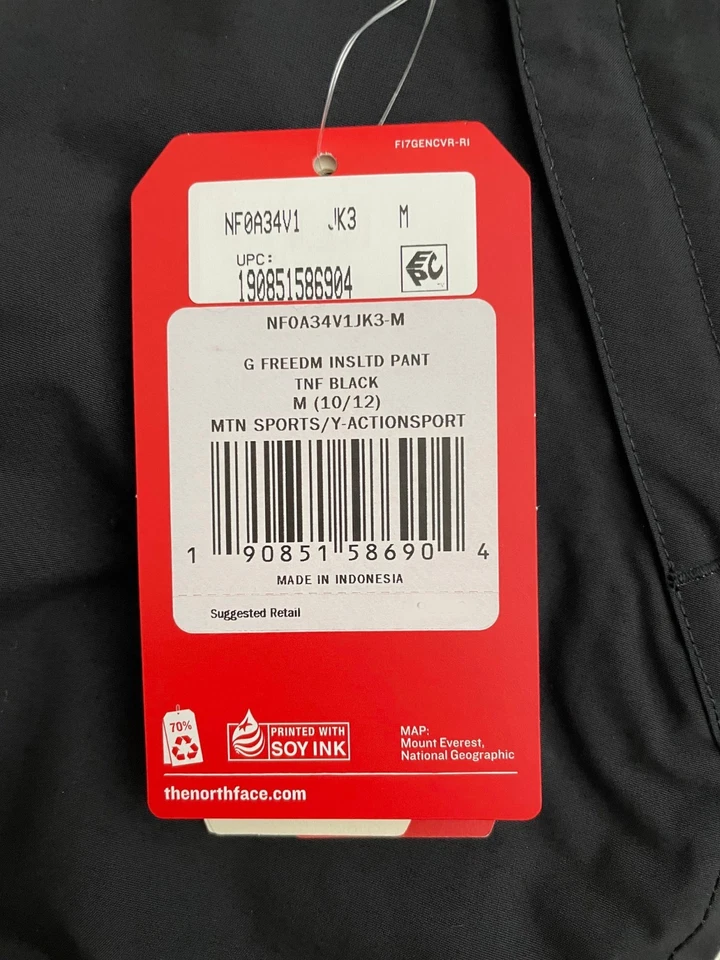 FI7GENCVR-RI
NF0A34V1 JK3 M
UPC:
190851586904
EPC
NF0A34V1JK3-M
G FREEDM INSLTD PANT
TNF BLACK
M (10/12)
MTN SPORTS/Y-ACTIONSPORT
1 90851 58690 4
MADE IN INDONESIA
Suggested Retail
70%
PRINTED WITH
SOY INK
MAP:
Mount Everest,
National Geographic
thenorthface.com